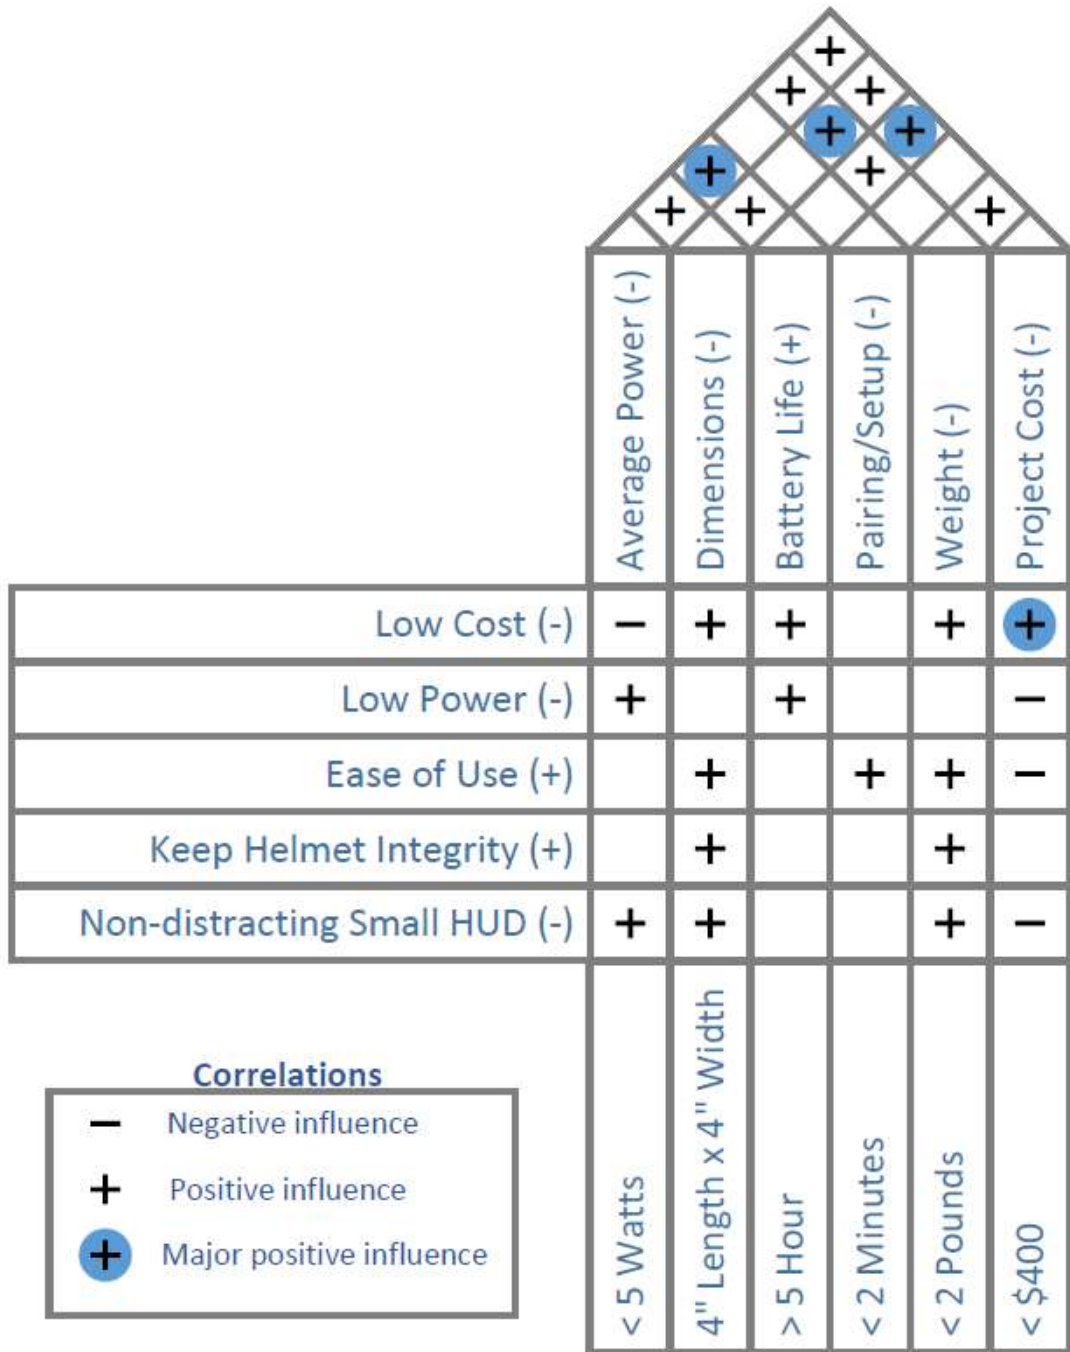 Average Power (-)
Dimensions (-)
Battery Life (+)
Pairing/Setup (-)
Weight (-)
Project Cost (-)
Low Cost (-)
Low Power (-)
Ease of Use (+)
Keep Helmet Integrity (+)
Non-distracting Small HUD (-)
< 5 Watts
4" Length x 4" Width
> 5 Hour
< 2 Minutes
< 2 Pounds
< $400
Correlations
− Negative influence
+ Positive influence
+ Major positive influence